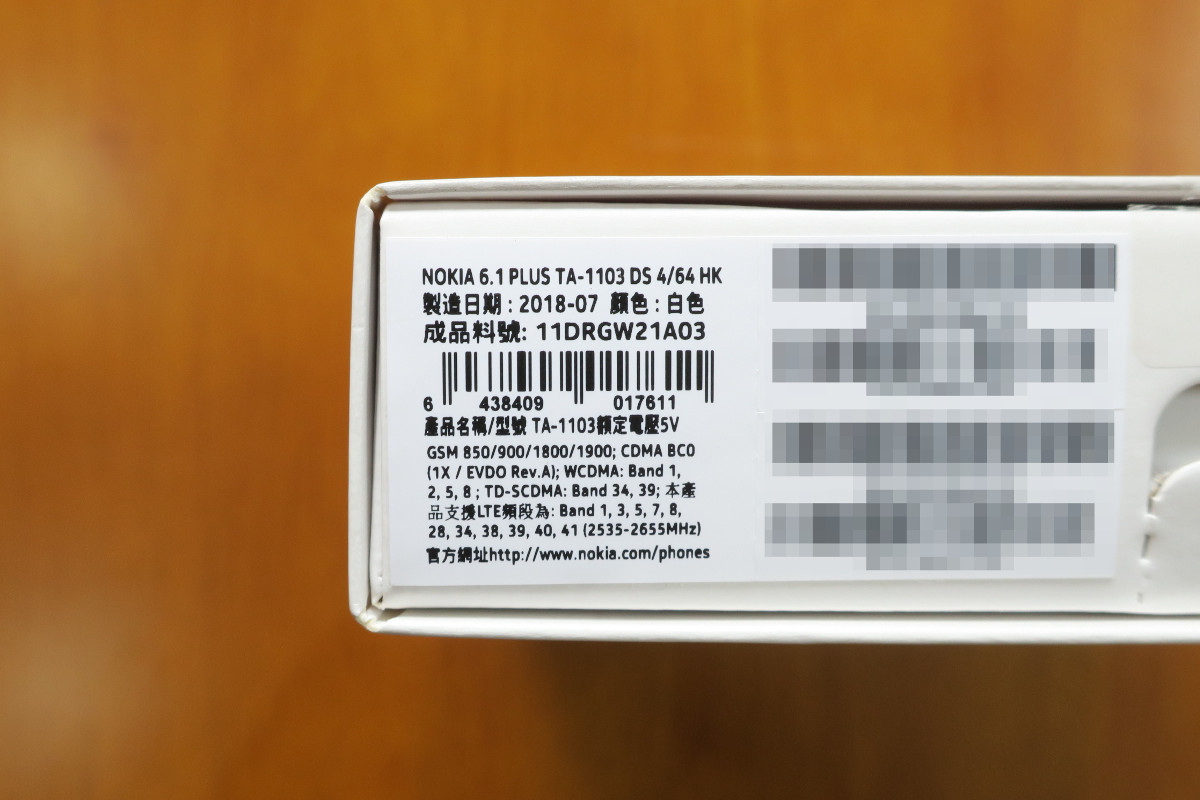 NOKIA 6.1 PLUS TA-1103 DS 4/64 HK
製造日期 : 2018-07 顏色 : 白色
成品料號: 11DRGW21A03
6 438409 017611
產品名稱/型號 TA-1103額定電壓5V
GSM 850/900/1800/1900; CDMA BC0
(1X / EVDO Rev.A); WCDMA: Band 1,
2, 5, 8 ; TD-SCDMA: Band 34, 39; 本產
品支援LTE頻段為: Band 1, 3, 5, 7, 8,
28, 34, 38, 39, 40, 41 (2535-2655MHz)
官方網址http://www.nokia.com/phones